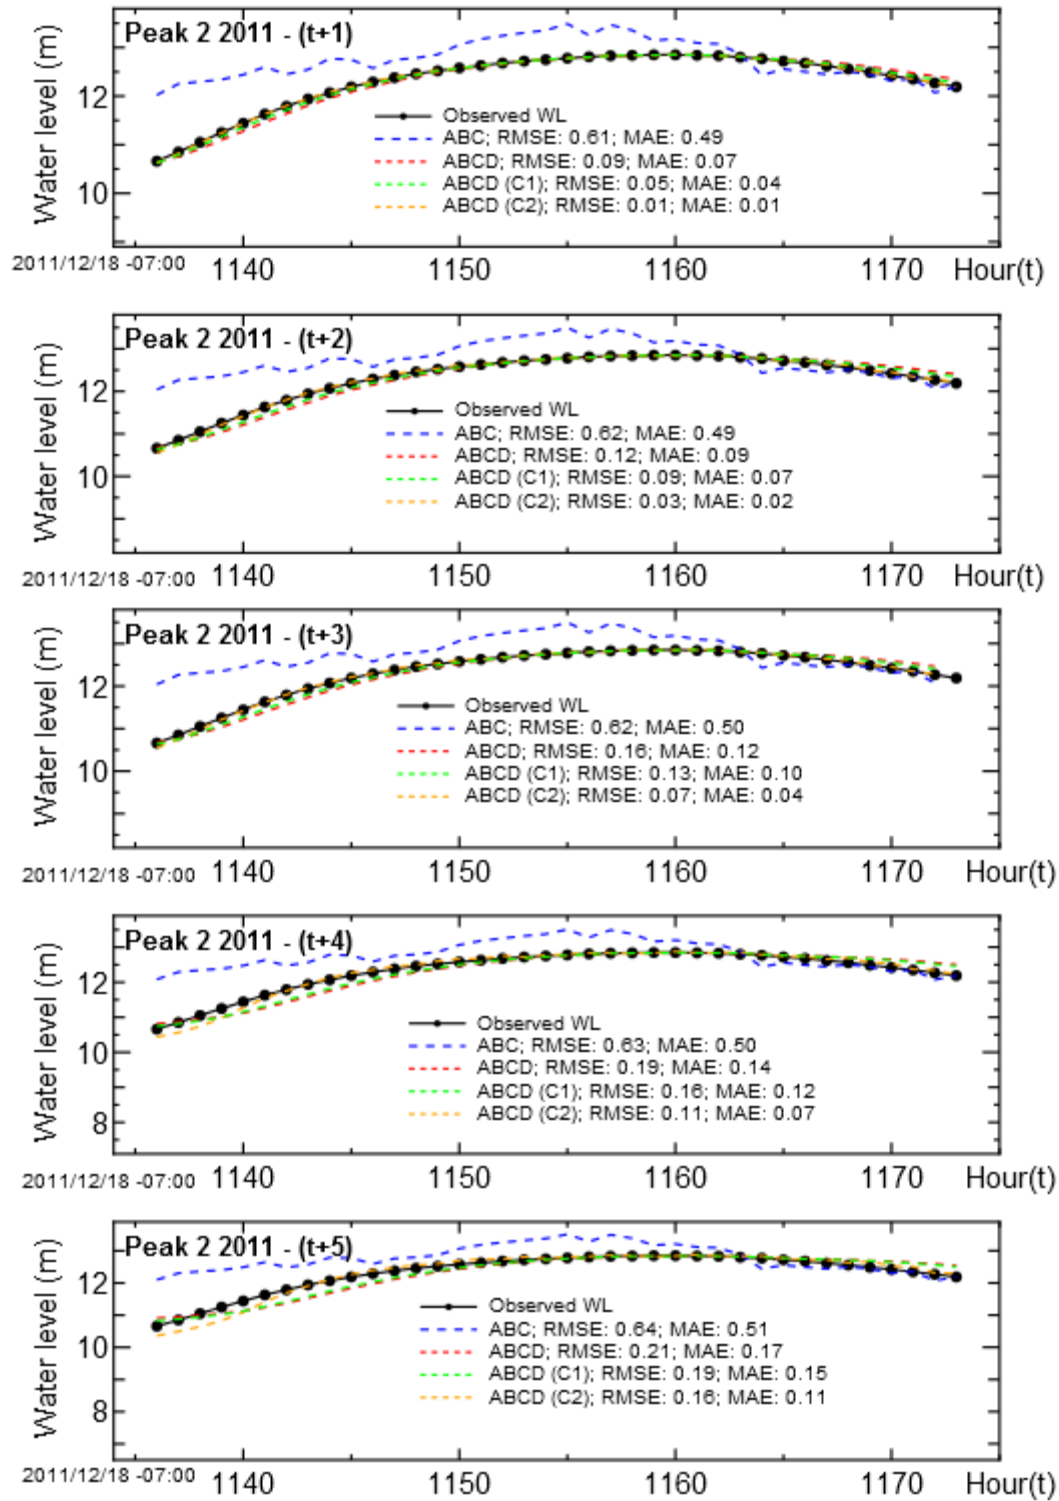 Peak 2 2011 - (t+1)
Water level (m)
12
10
Observed WL
ABC; RMSE: 0.61; MAE: 0.49
ABCD; RMSE: 0.09; MAE: 0.07
ABCD (C1); RMSE: 0.05; MAE: 0.04
ABCD (C2); RMSE: 0.01; MAE: 0.01
2011/12/18 -07:00 1140 1150 1160 1170 Hour(t)
Peak 2 2011 - (t+2)
Water level (m)
12
10
Observed WL
ABC; RMSE: 0.62; MAE: 0.49
ABCD; RMSE: 0.12; MAE: 0.09
ABCD (C1); RMSE: 0.09; MAE: 0.07
ABCD (C2); RMSE: 0.03; MAE: 0.02
2011/12/18 -07:00 1140 1150 1160 1170 Hour(t)
Peak 2 2011 - (t+3)
Water level (m)
12
10
Observed WL
ABC; RMSE: 0.62; MAE: 0.50
ABCD; RMSE: 0.16; MAE: 0.12
ABCD (C1); RMSE: 0.13; MAE: 0.10
ABCD (C2); RMSE: 0.07; MAE: 0.04
2011/12/18 -07:00 1140 1150 1160 1170 Hour(t)
Peak 2 2011 - (t+4)
Water level (m)
12
10
8
Observed WL
ABC; RMSE: 0.63; MAE: 0.50
ABCD; RMSE: 0.19; MAE: 0.14
ABCD (C1); RMSE: 0.16; MAE: 0.12
ABCD (C2); RMSE: 0.11; MAE: 0.07
2011/12/18 -07:00 1140 1150 1160 1170 Hour(t)
Peak 2 2011 - (t+5)
Water level (m)
12
10
8
Observed WL
ABC; RMSE: 0.64; MAE: 0.51
ABCD; RMSE: 0.21; MAE: 0.17
ABCD (C1); RMSE: 0.19; MAE: 0.15
ABCD (C2); RMSE: 0.16; MAE: 0.11
2011/12/18 -07:00 1140 1150 1160 1170 Hour(t)